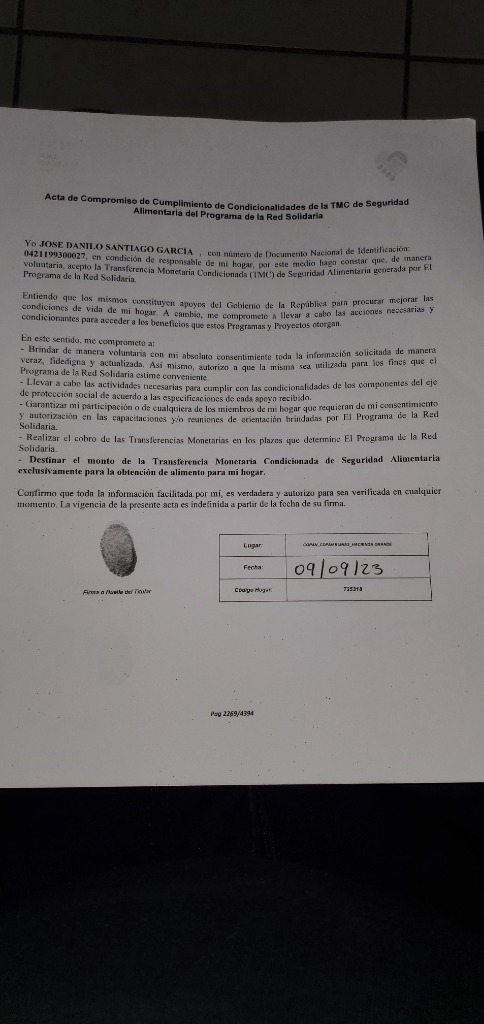 Acta de Compromiso de Cumplimiento de Condicionalidades de la TMC de Seguridad
Alimentaria del Programa de la Red Solidaria
Yo JOSE DANILO SANTIAGO GARCIA , con número de Documento Nacional de Identificación:
0421199300027, en condición de responsable de mi hogar, por este medio hago constar que, de manera
voluntaria, acepto la Transferencia Monetaria Condicionada (TMC) de Seguridad Alimentaria generada por El
Programa de la Red Solidaria.
Entiendo que los mismos constituyen apoyos del Gobierno de la República para procurar mejorar las
condiciones de vida de mi hogar. A cambio, me comprometo a llevar a cabo las acciones necesarias y
condicionantes para acceder a los beneficios que estos Programas y Proyectos otorgan.
En este sentido, me comprometo a:
- Brindar de manera voluntaria con mi absoluto consentimiento toda la información solicitada de manera
veraz, fidedigna y actualizada. Así mismo, autorizo a que la misma sea utilizada para los fines que el
Programa de la Red Solidaria estime conveniente.
- Llevar a cabo las actividades necesarias para cumplir con las condicionalidades de los componentes del eje
de protección social de acuerdo a las especificaciones de cada apoyo recibido.
- Garantizar mi participación o de cualquiera de los miembros de mi hogar que requieran de mi consentimiento
y autorización en las capacitaciones y/o reuniones de orientación brindadas por El Programa de la Red
Solidaria.
- Realizar el cobro de las Transferencias Monetarias en los plazos que determine El Programa de la Red
Solidaria.
- Destinar el monto de la Transferencia Monetaria Condicionada de Seguridad Alimentaria
exclusivamente para la obtención de alimento para mi hogar.
Confirmo que toda la información facilitada por mí, es verdadera y autorizo para sea verificada en cualquier
momento. La vigencia de la presente acta es indefinida a partir de la fecha de su firma.
Lugar: COPAN_COPAN RUINAS_HACIENDA GRANDE
Fecha: 09/09/23
Código Hogar: 725318
Firma o Huella del Titular
Pag 2269/4394